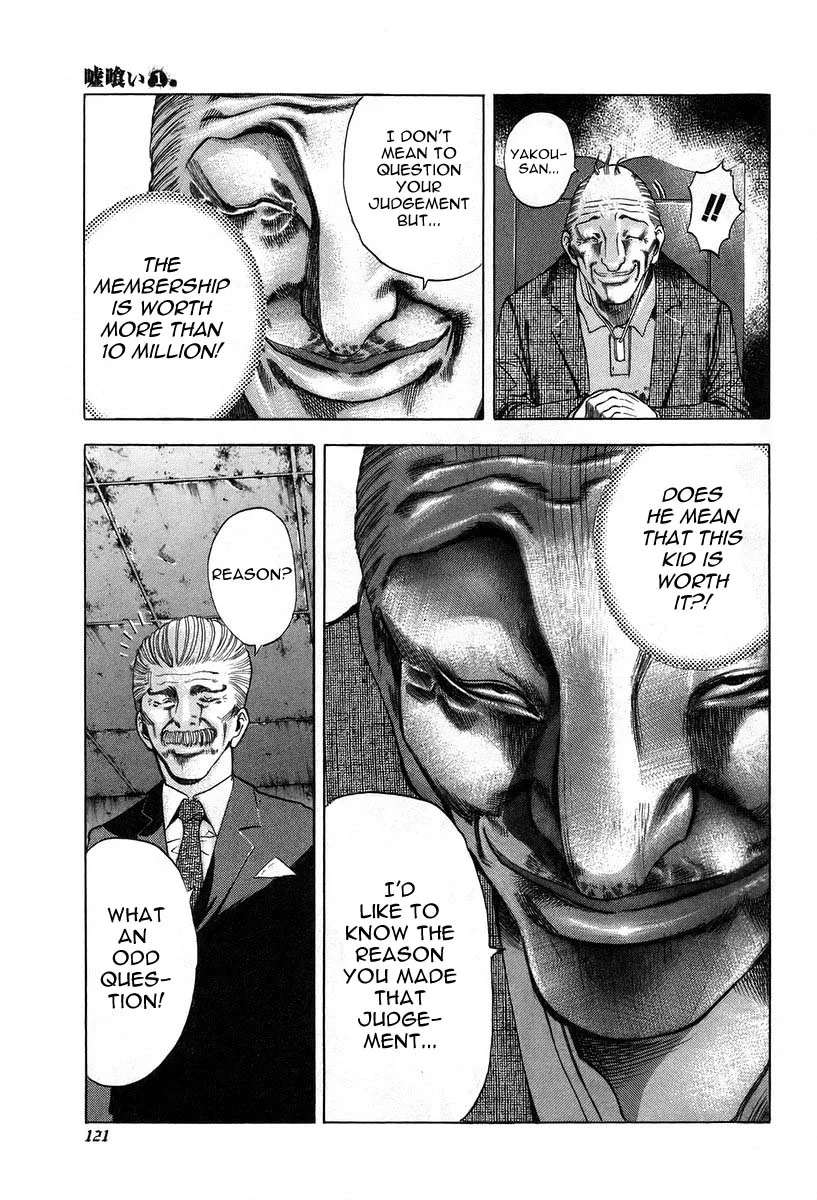 嘘喰い 1.
YAKOU-
SAN...
!!
I DON'T
MEAN TO
QUESTION
YOUR
JUDGEMENT
BUT...
THE
MEMBERSHIP
IS WORTH
MORE THAN
10 MILLION!
DOES
HE MEAN
THAT THIS
KID IS
WORTH
IT?!
I'D
LIKE TO
KNOW THE
REASON
YOU MADE
THAT
JUDGE-
MENT...
REASON?
WHAT
AN
ODD
QUES-
TION!
121